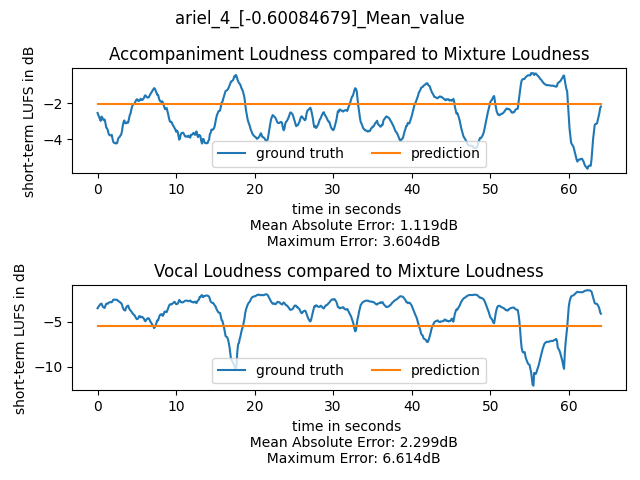 ariel_4_[-0.60084679]_Mean_value
Accompaniment Loudness compared to Mixture Loudness
short-term LUFS in dB
−2
−4
ground truth
prediction
0 10 20 30 40 50 60
time in seconds
Mean Absolute Error: 1.119dB
Maximum Error: 3.604dB
Vocal Loudness compared to Mixture Loudness
short-term LUFS in dB
−5
−10
ground truth
prediction
0 10 20 30 40 50 60
time in seconds
Mean Absolute Error: 2.299dB
Maximum Error: 6.614dB